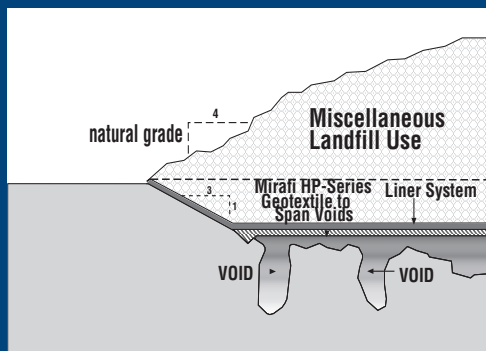 4
natural grade
Miscellaneous
Landfill Use
3
1
Mirafi HP-Series
Geotextile to
Span Voids
Liner System
VOID
VOID